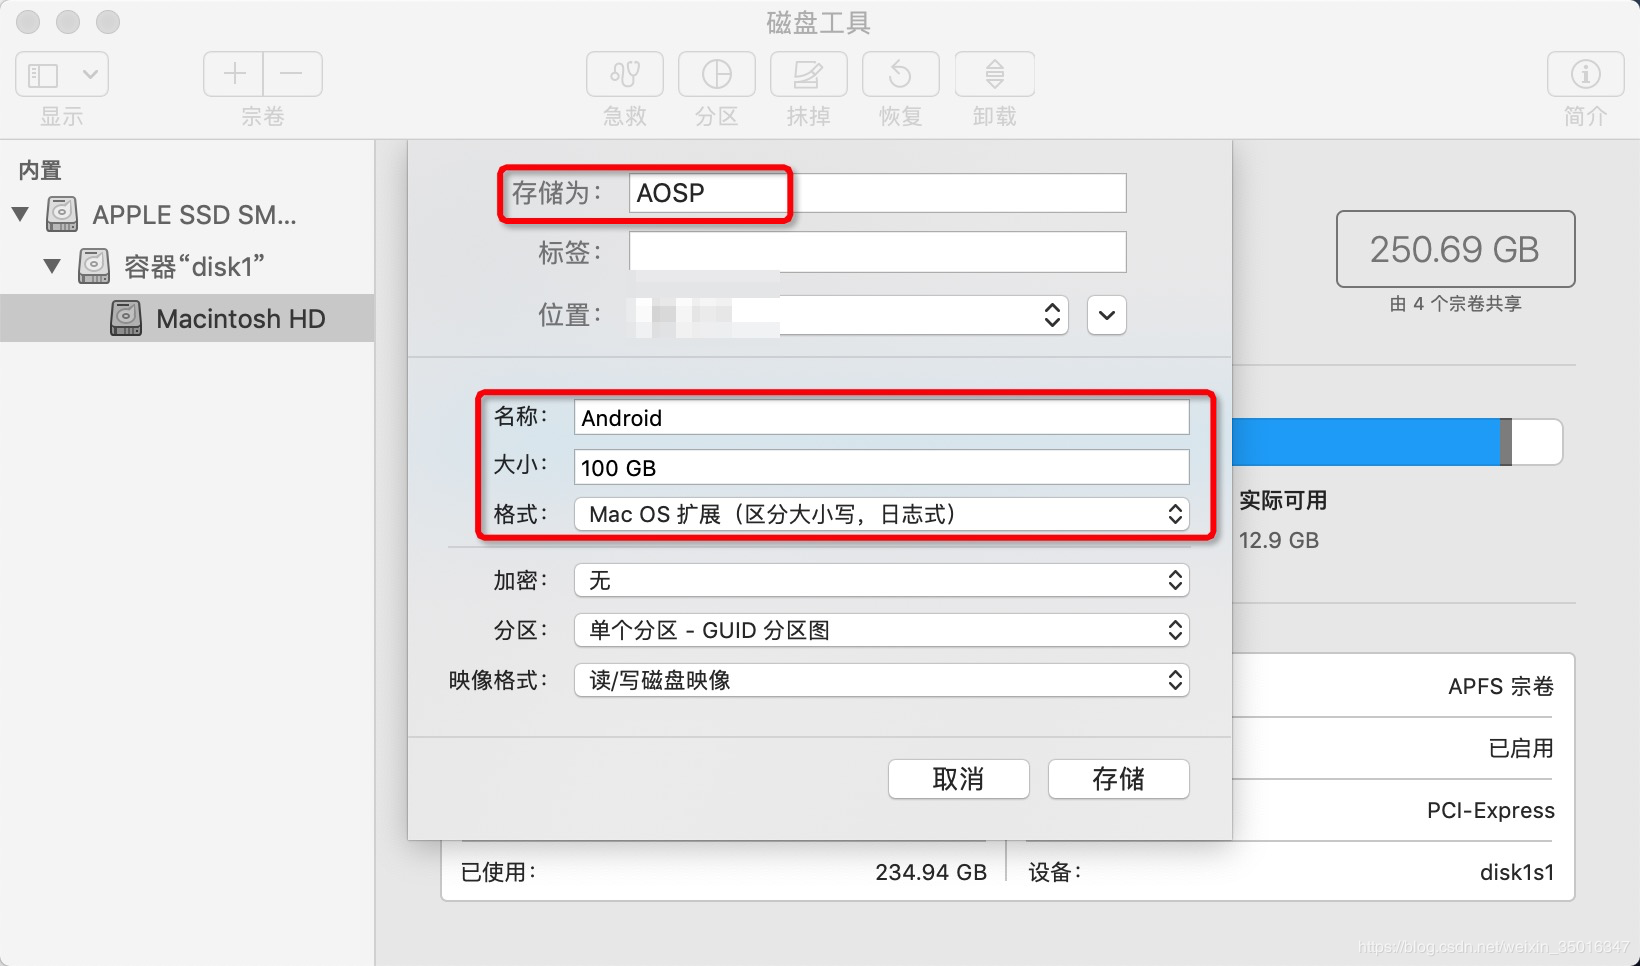 磁盘工具
显示
宗卷
急救
分区
抹掉
恢复
卸载
简介
内置
APPLE SSD SM...
容器“disk1”
Macintosh HD
存储为： AOSP
标签：
位置：
名称： Android
大小： 100 GB
格式： Mac OS 扩展（区分大小写，日志式）
加密： 无
分区： 单个分区 - GUID 分区图
映像格式： 读/写磁盘映像
取消
存储
250.69 GB
由 4 个宗卷共享
实际可用
12.9 GB
APFS 宗卷
已启用
PCI-Express
已使用： 234.94 GB
设备： disk1s1
https://blog.csdn.net/weixin_35016347